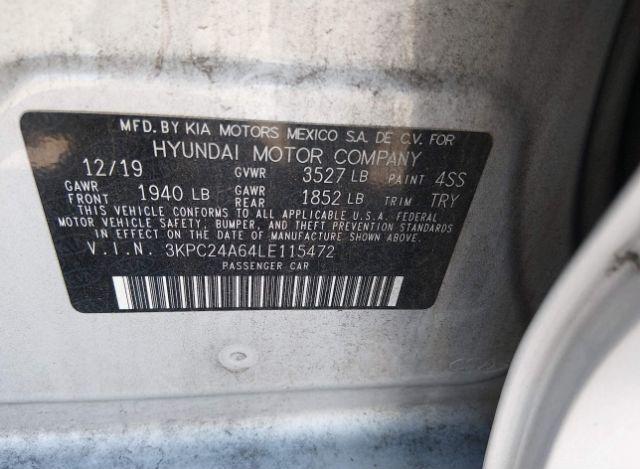 MFD. BY KIA MOTORS MEXICO S.A. DE C.V. FOR
HYUNDAI MOTOR COMPANY
12/19 GVWR 3527 LB PAINT 4SS
GAWR FRONT 1940 LB GAWR REAR 1852 LB TRIM TRY
THIS VEHICLE CONFORMS TO ALL APPLICABLE U.S.A. FEDERAL
MOTOR VEHICLE SAFETY, BUMPER, AND THEFT PREVENTION STANDARDS
IN EFFECT ON THE DATE OF MANUFACTURE SHOWN ABOVE.
V.I.N. 3KPC24A64LE115472
PASSENGER CAR